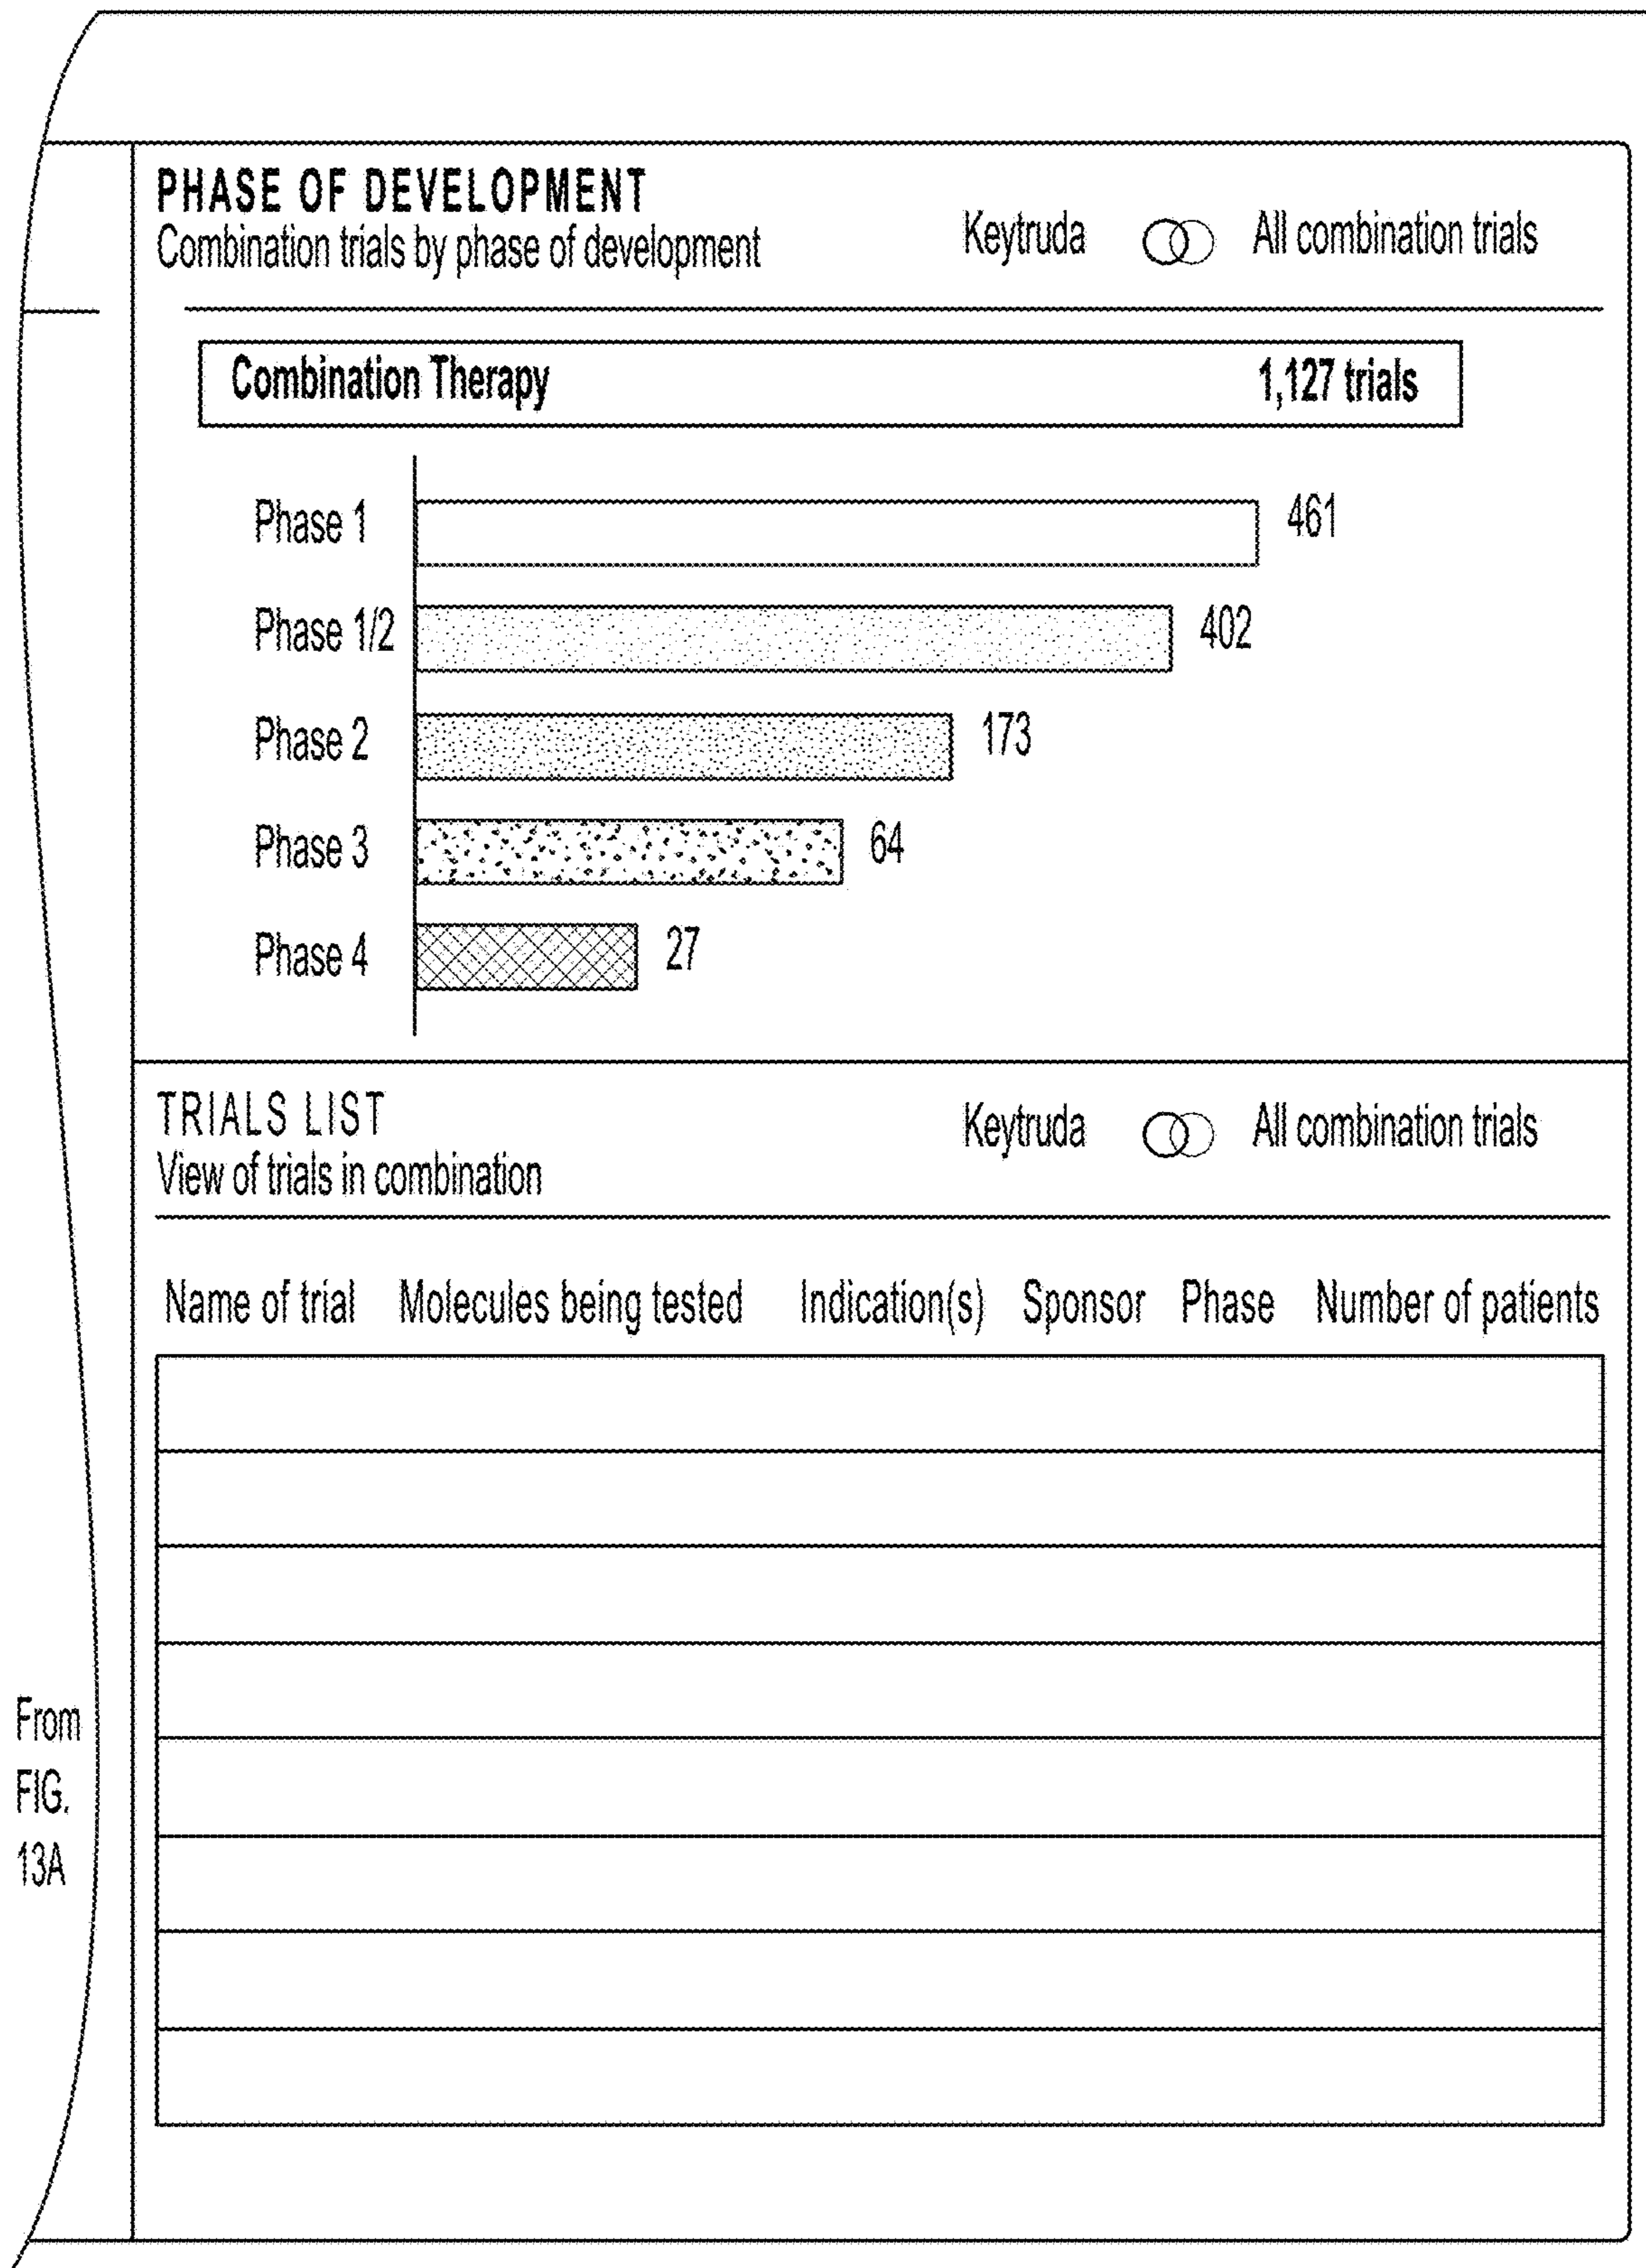 PHASE OF DEVELOPMENT
Combination trials by phase of development
Keytruda All combination trials
Combination Therapy 1,127 trials
Phase 1 461
Phase 1/2 402
Phase 2 173
Phase 3 64
Phase 4 27
TRIALS LIST
View of trials in combination
Keytruda All combination trials
Name of trial Molecules being tested Indication(s) Sponsor Phase Number of patients
From
FIG.
13A